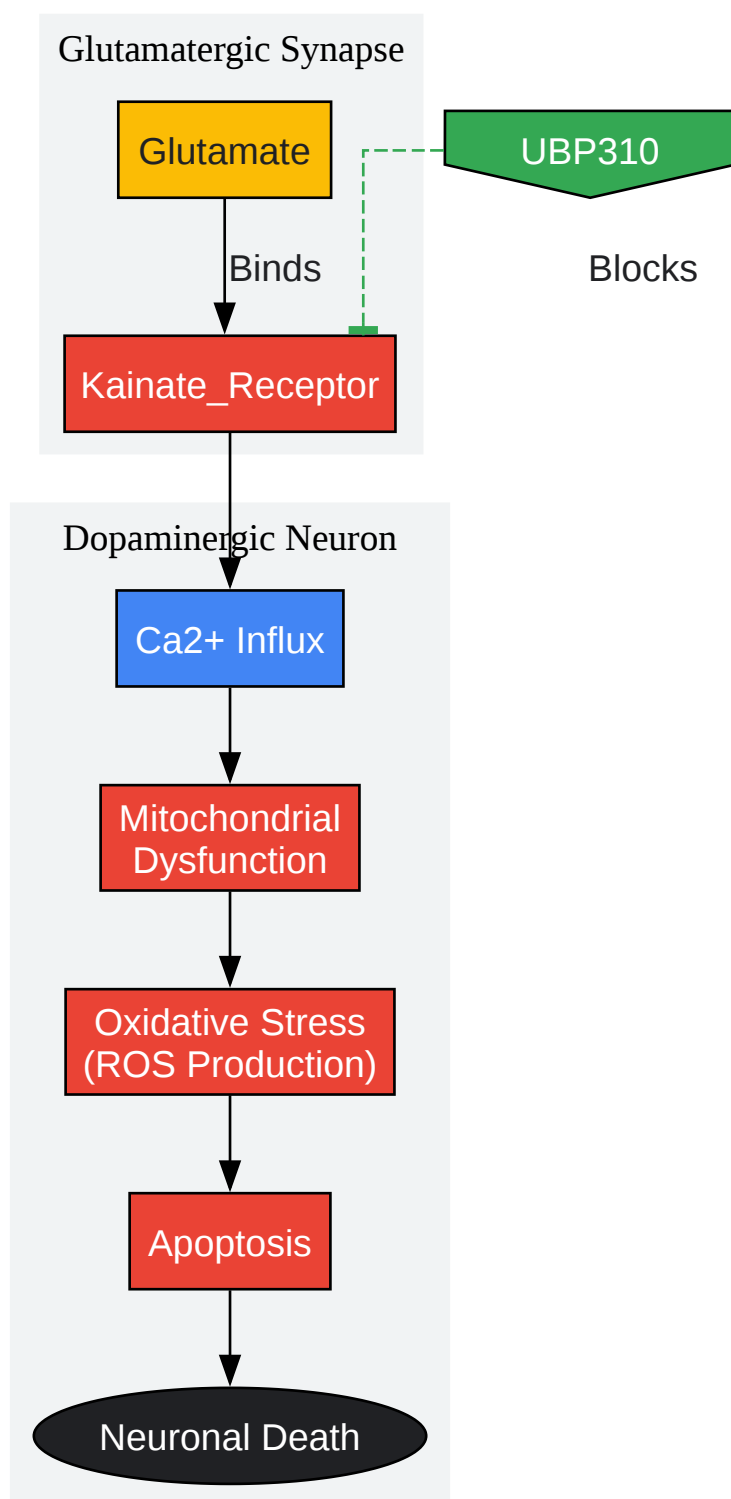 Glutamatergic Synapse
Glutamate
UBP310
Binds
Blocks
Kainate_Receptor
Dopaminergic Neuron
Ca2+ Influx
Mitochondrial
Dysfunction
Oxidative Stress
(ROS Production)
Apoptosis
Neuronal Death